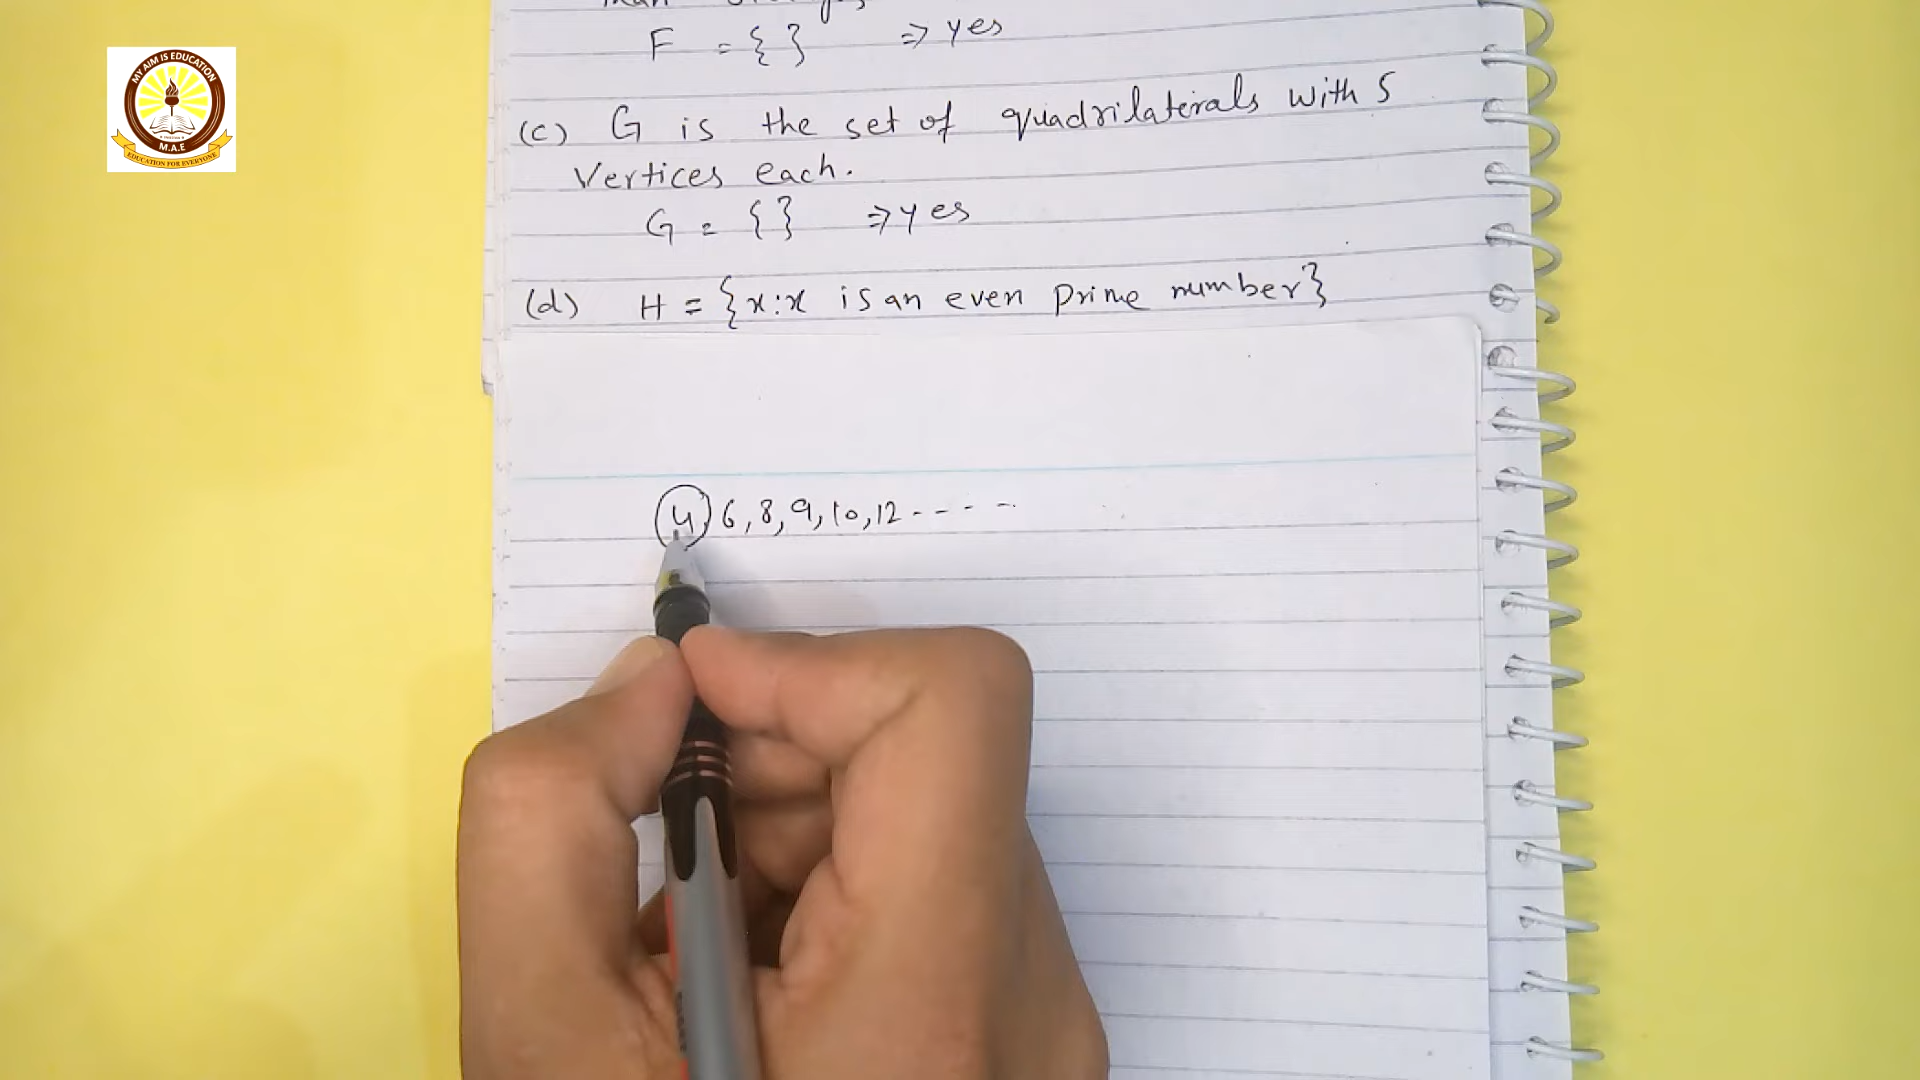 MY AIM IS EDUCATION
M.A.E
EDUCATION FOR EVERYONE
F = { } => yes
(c) G is the set of quadrilaterals with 5
Vertices each.
G = { } => yes
(d) H = {x:x is an even prime number}
4, 6, 8, 9, 10, 12 - - - - -